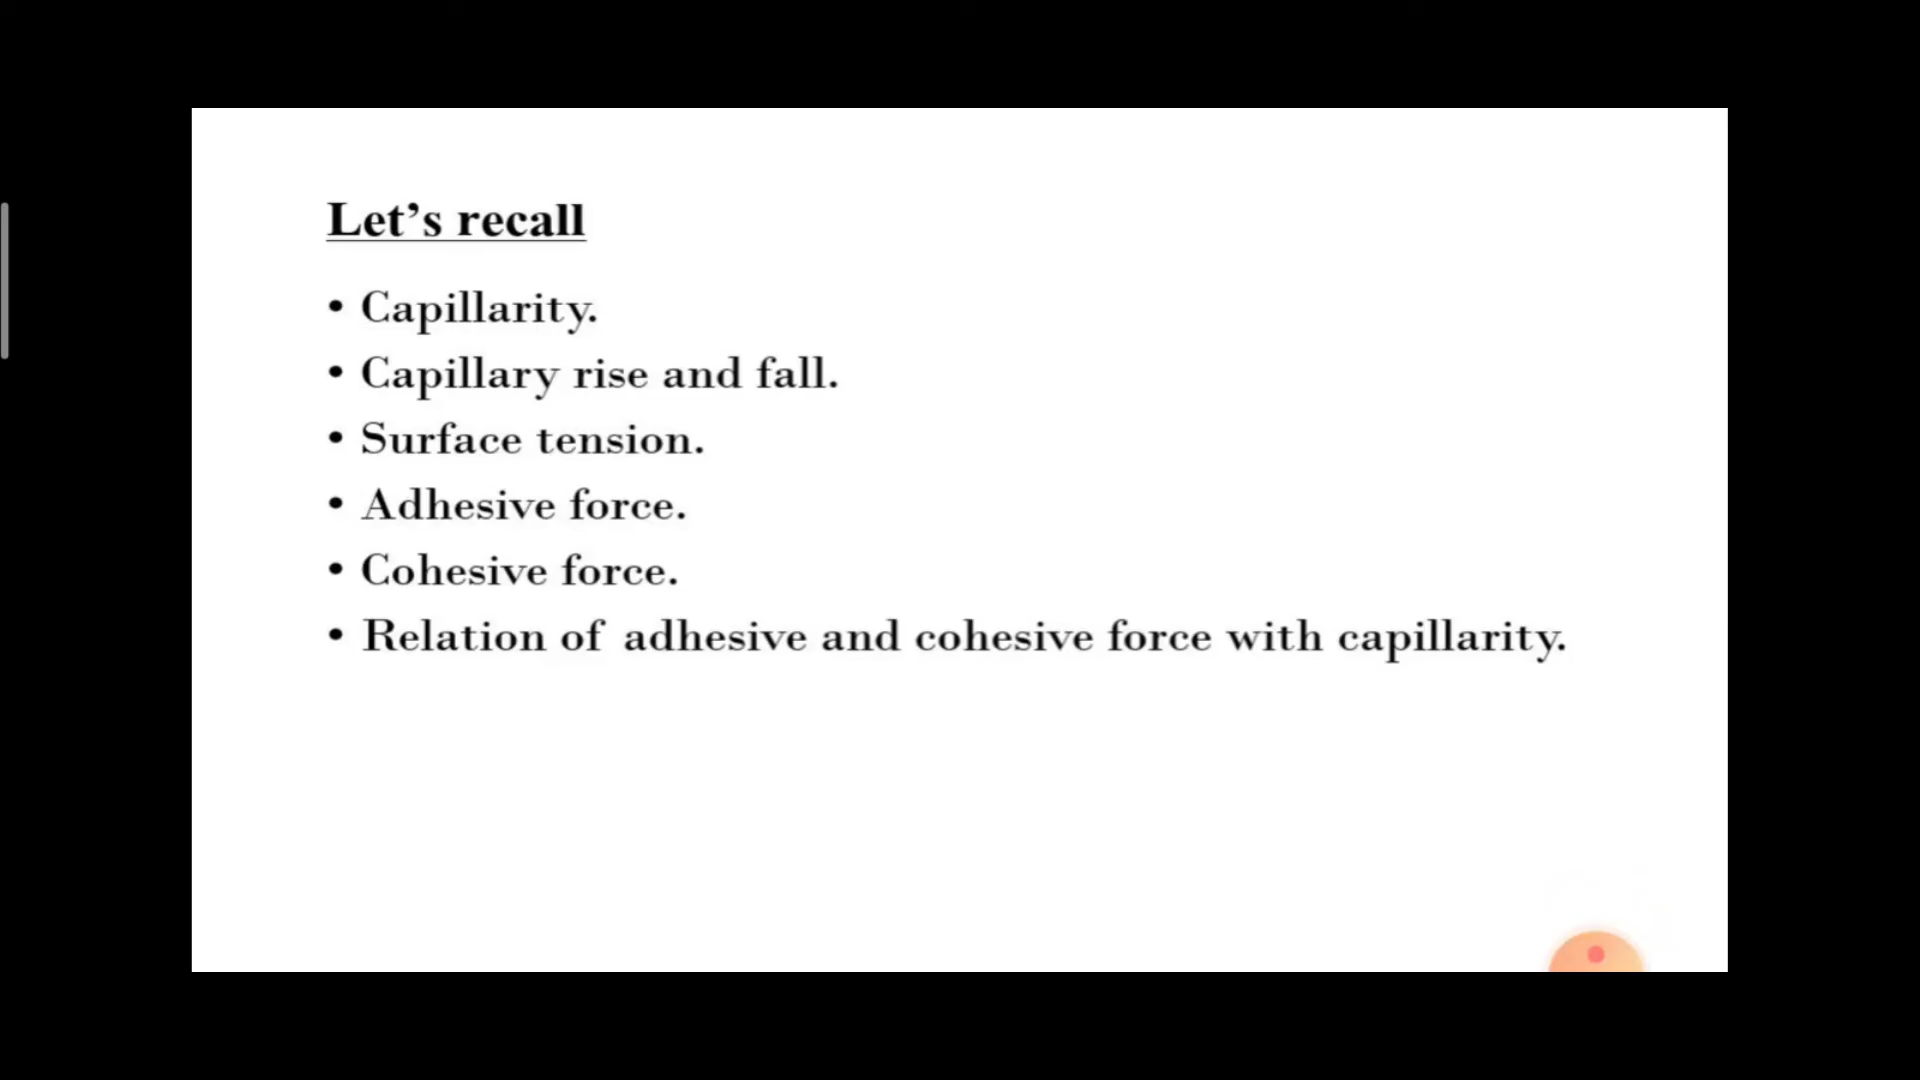 Let’s recall
• Capillarity.
• Capillary rise and fall.
• Surface tension.
• Adhesive force.
• Cohesive force.
• Relation of adhesive and cohesive force with capillarity.